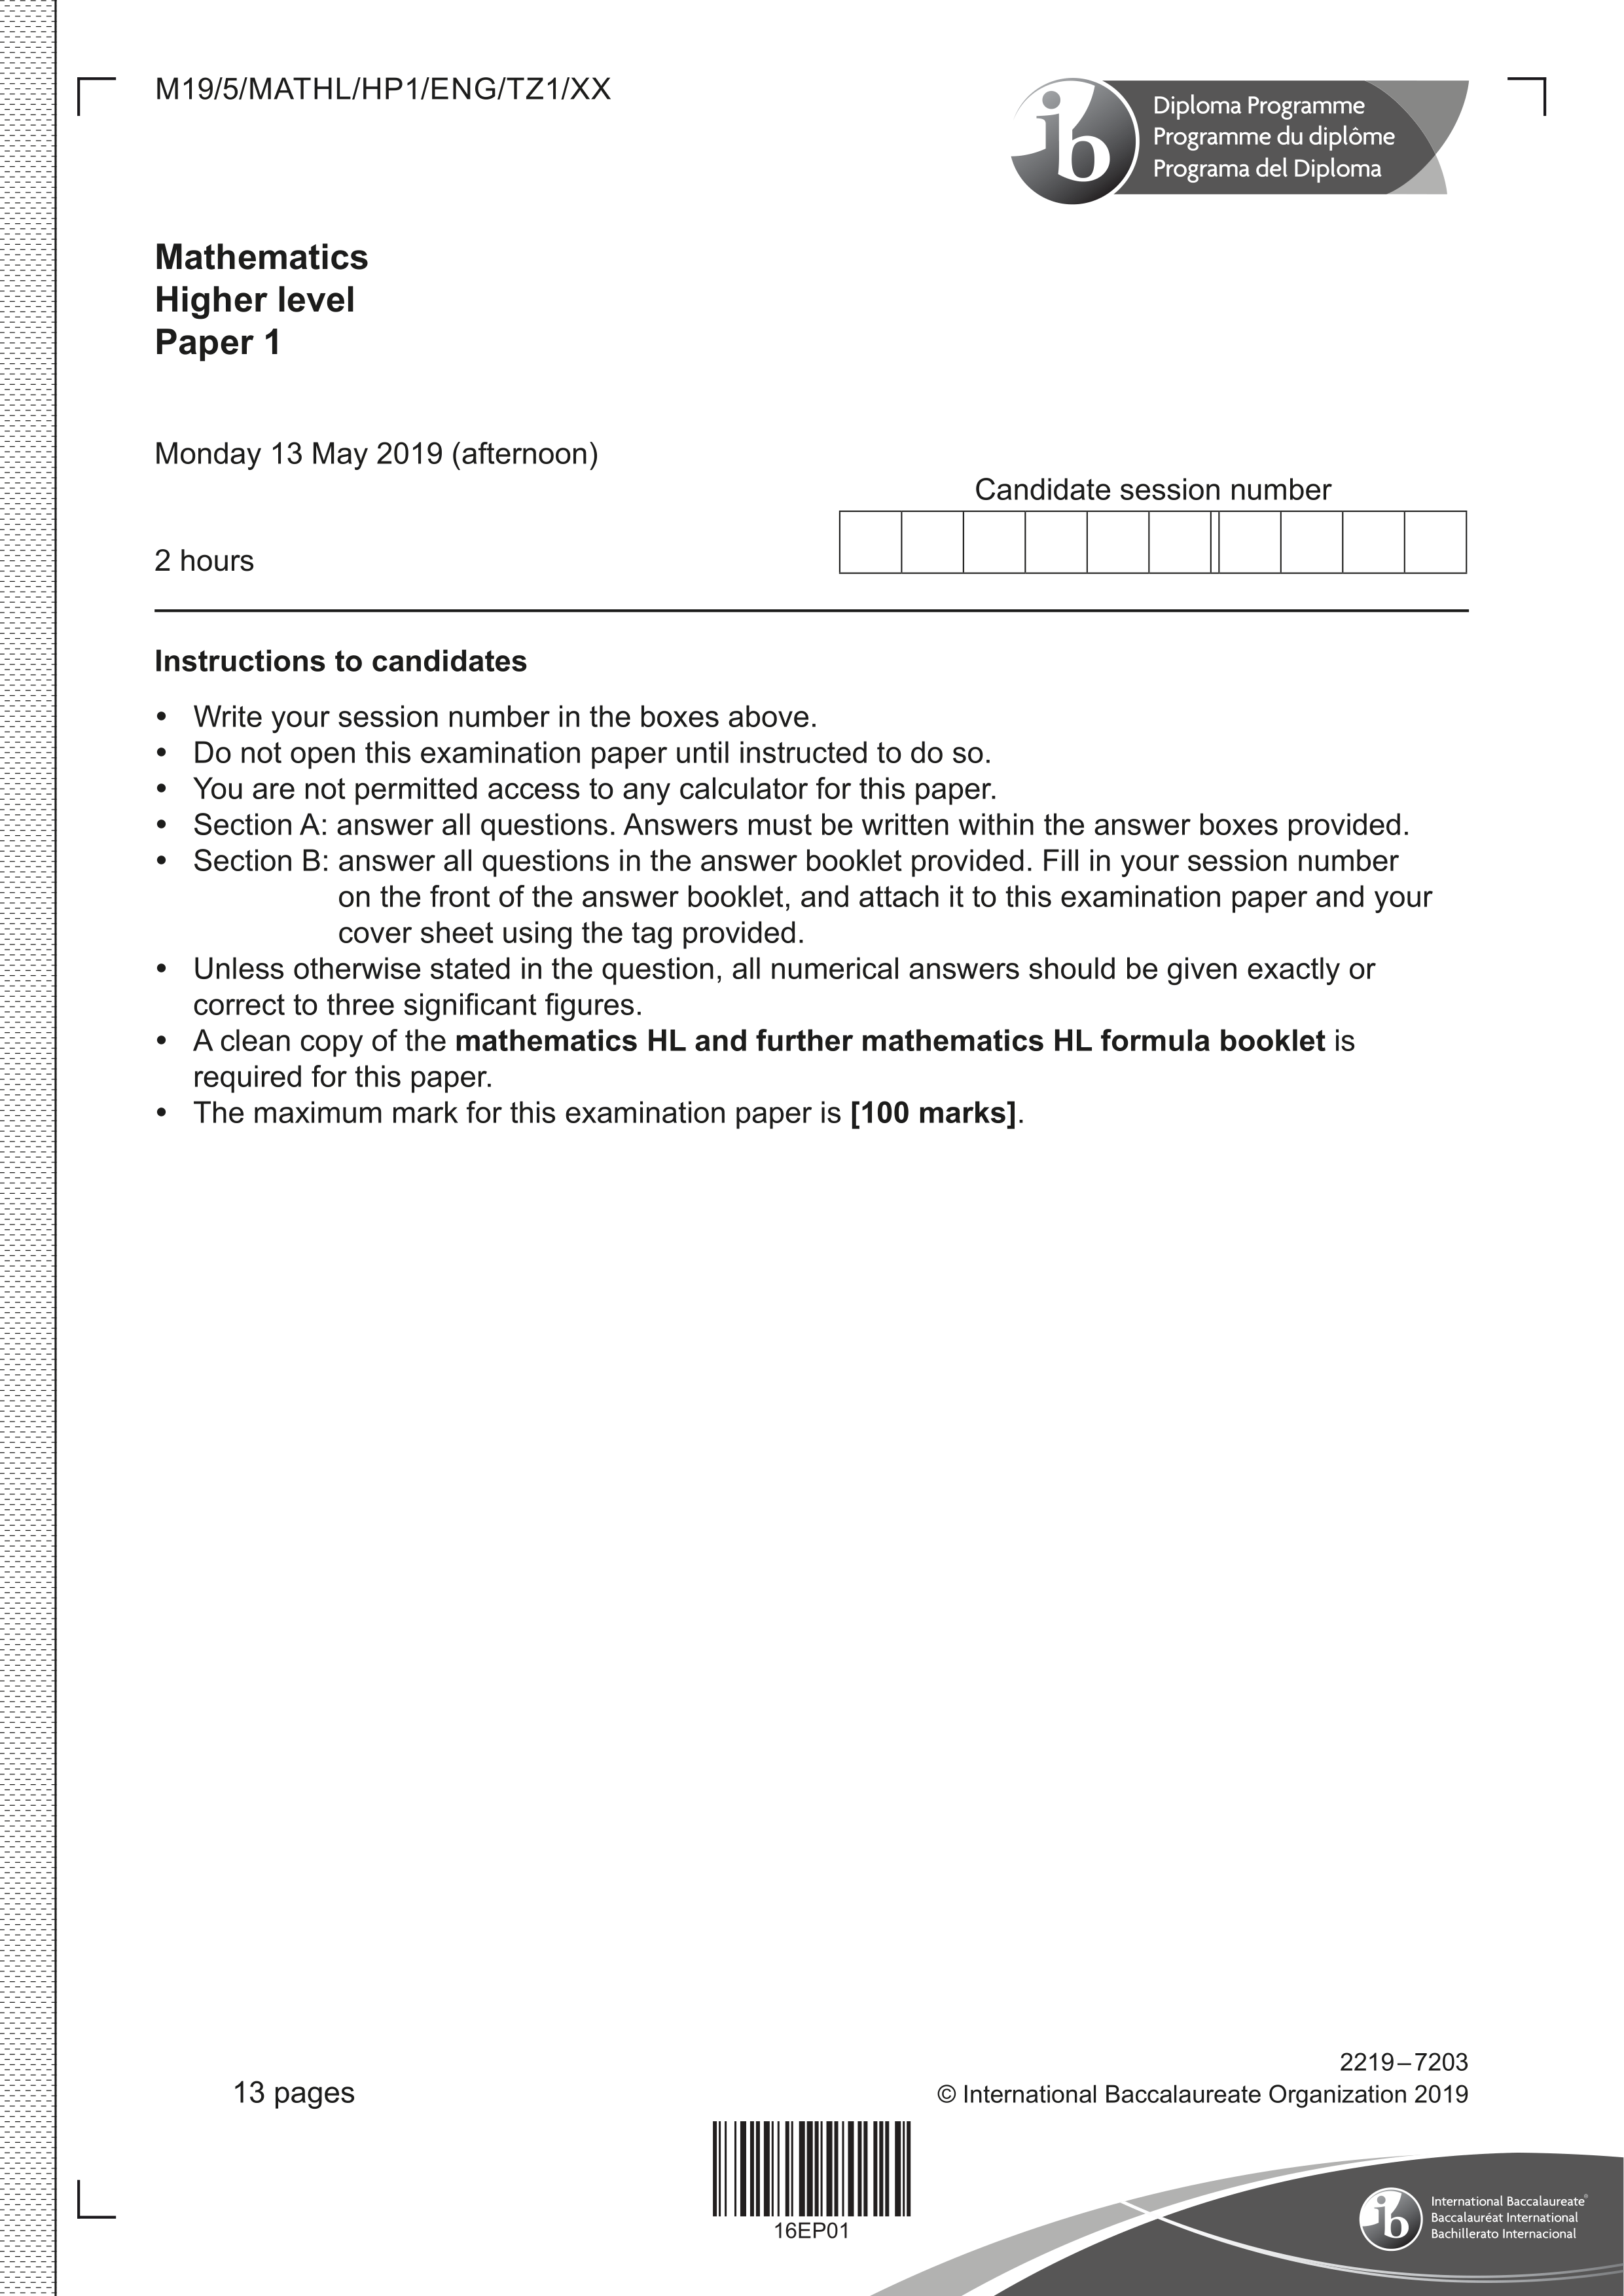 M19/5/MATHL/HP1/ENG/TZ1/XX
ib
Diploma Programme
Programme du diplôme
Programa del Diploma
Mathematics
Higher level
Paper 1
Monday 13 May 2019 (afternoon)
Candidate session number
2 hours
Instructions to candidates
• Write your session number in the boxes above.
• Do not open this examination paper until instructed to do so.
• You are not permitted access to any calculator for this paper.
• Section A: answer all questions. Answers must be written within the answer boxes provided.
• Section B: answer all questions in the answer booklet provided. Fill in your session number
on the front of the answer booklet, and attach it to this examination paper and your
cover sheet using the tag provided.
• Unless otherwise stated in the question, all numerical answers should be given exactly or
correct to three significant figures.
• A clean copy of the mathematics HL and further mathematics HL formula booklet is
required for this paper.
• The maximum mark for this examination paper is [100 marks].
2219–7203
13 pages
© International Baccalaureate Organization 2019
16EP01
ib
International Baccalaureate®
Baccalauréat International
Bachillerato Internacional